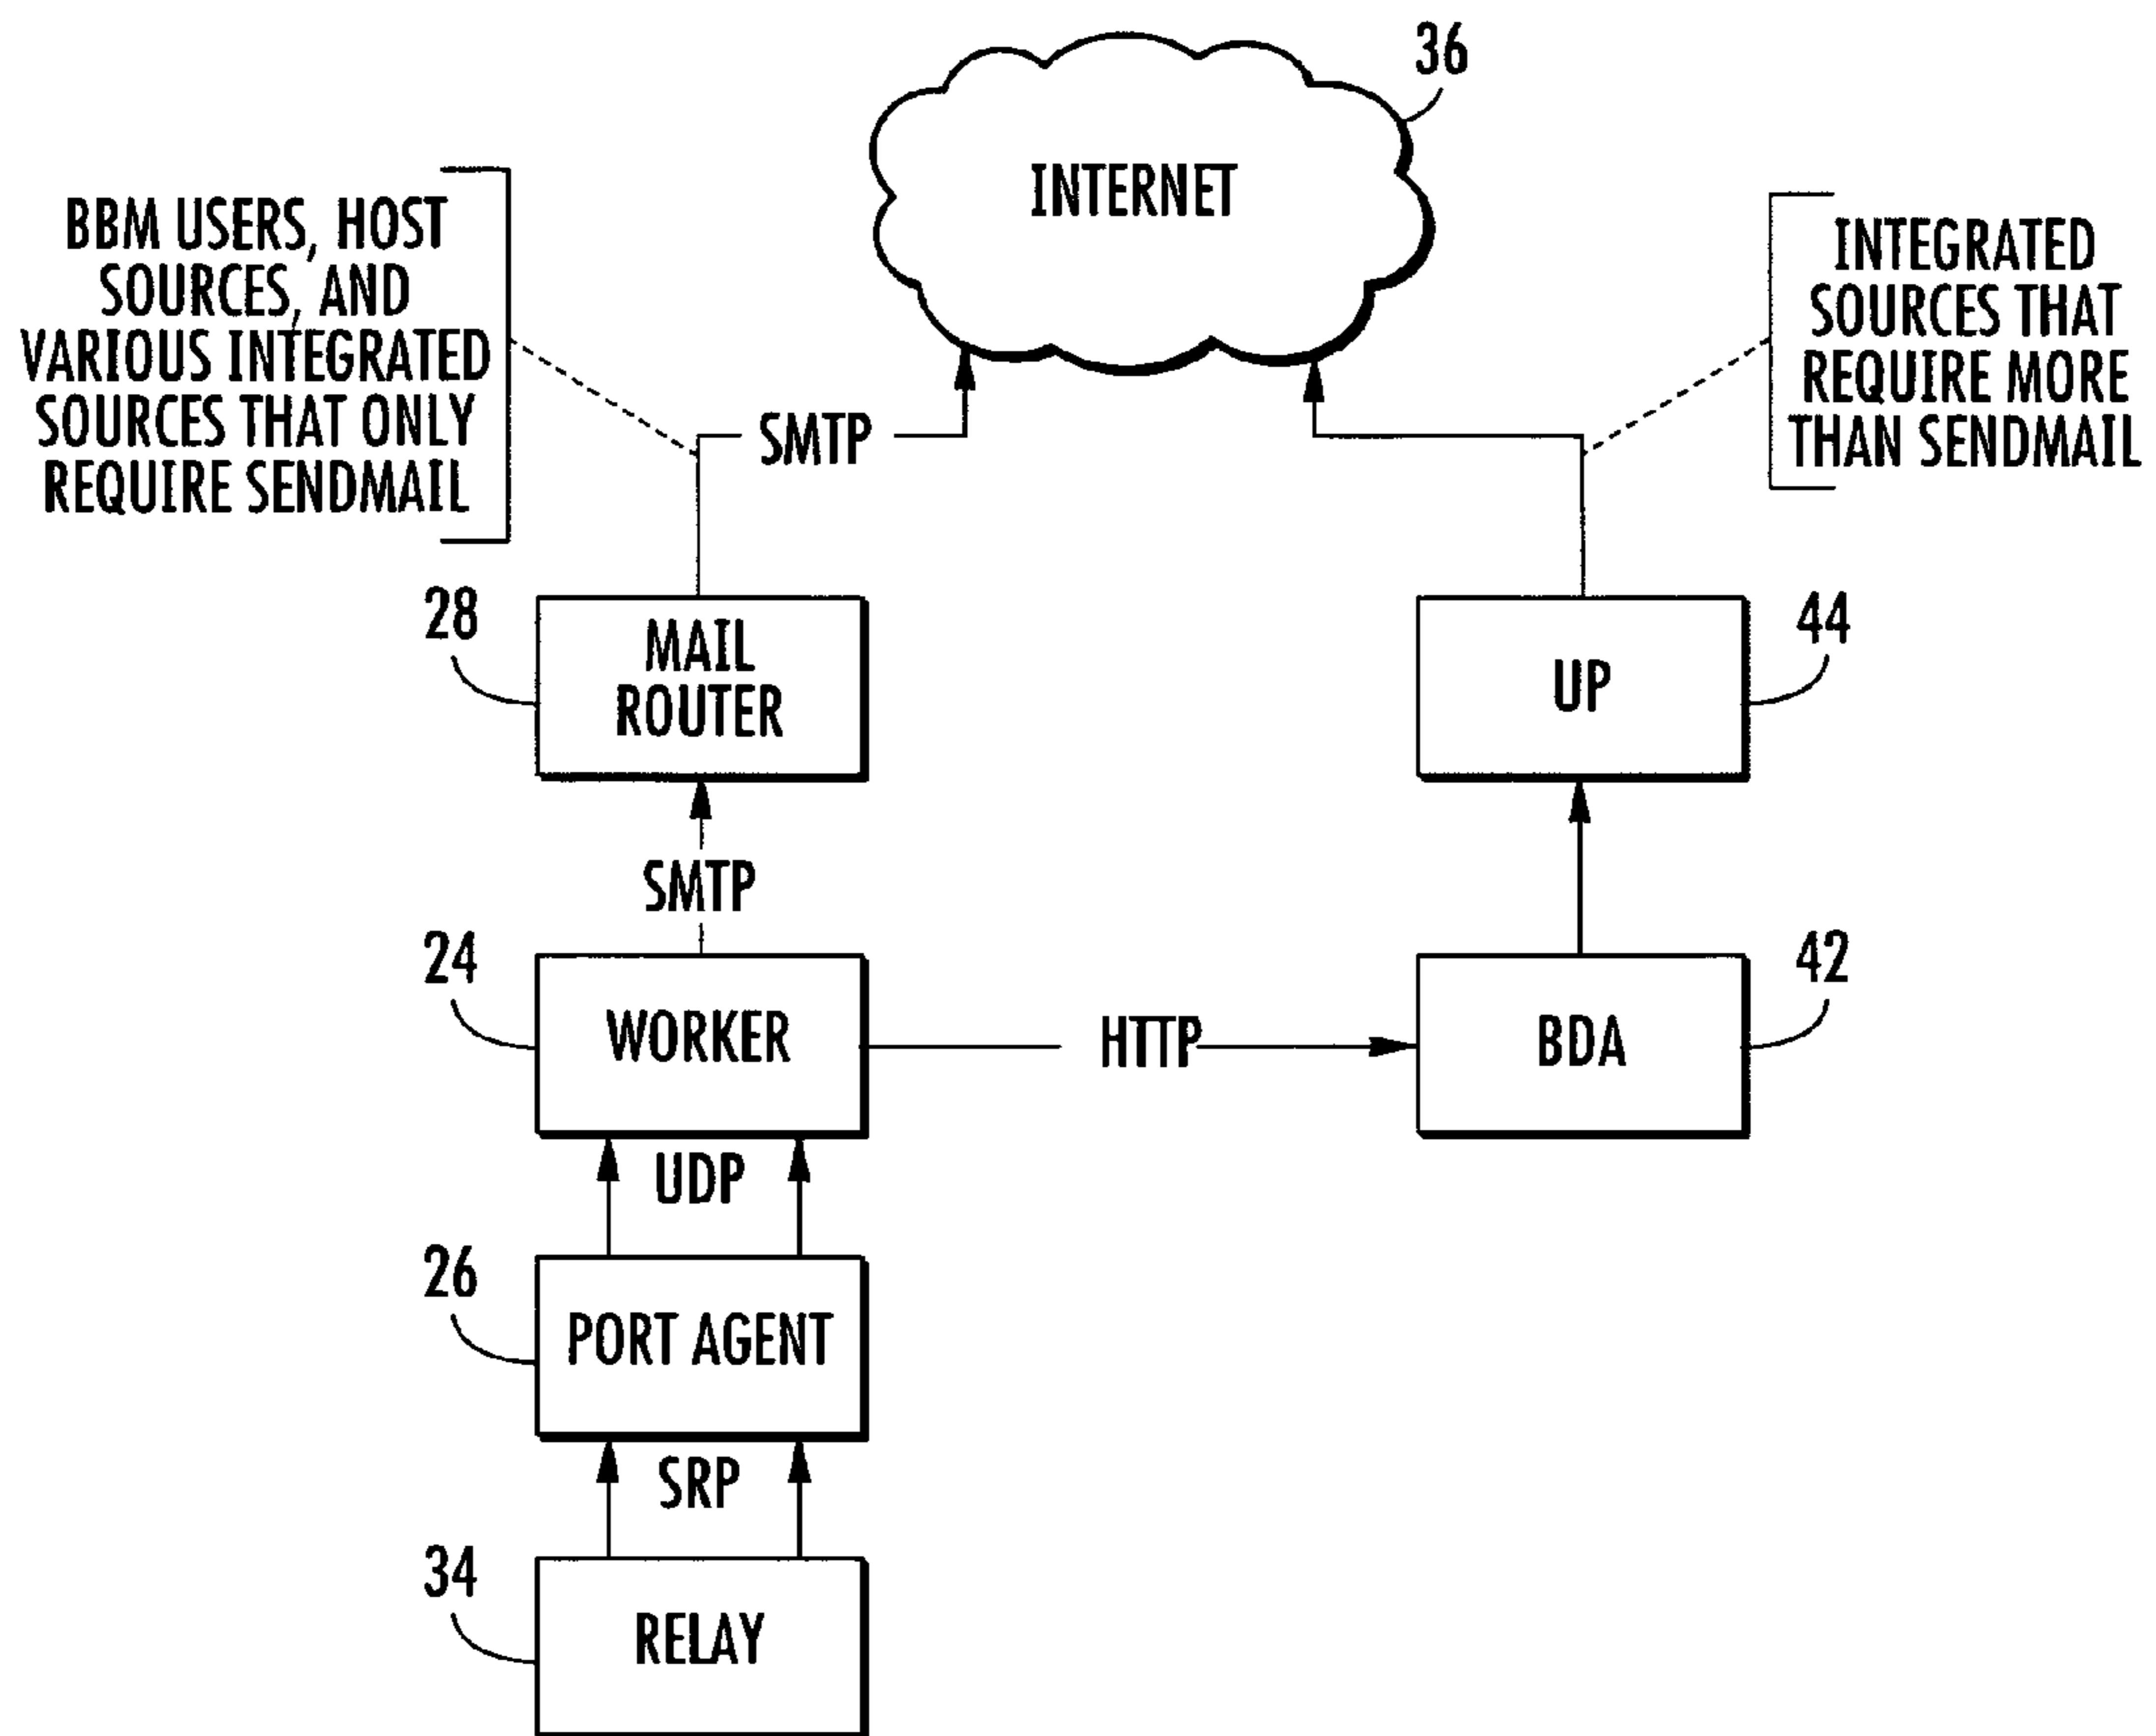 36
INTERNET
BBM USERS, HOST
SOURCES, AND
VARIOUS INTEGRATED
SOURCES THAT ONLY
REQUIRE SENDMAIL
SMTP
INTEGRATED
SOURCES THAT
REQUIRE MORE
THAN SENDMAIL
28
MAIL
ROUTER
44
UP
SMTP
24
WORKER
HTTP
42
BDA
UDP
26
PORT AGENT
SRP
34
RELAY